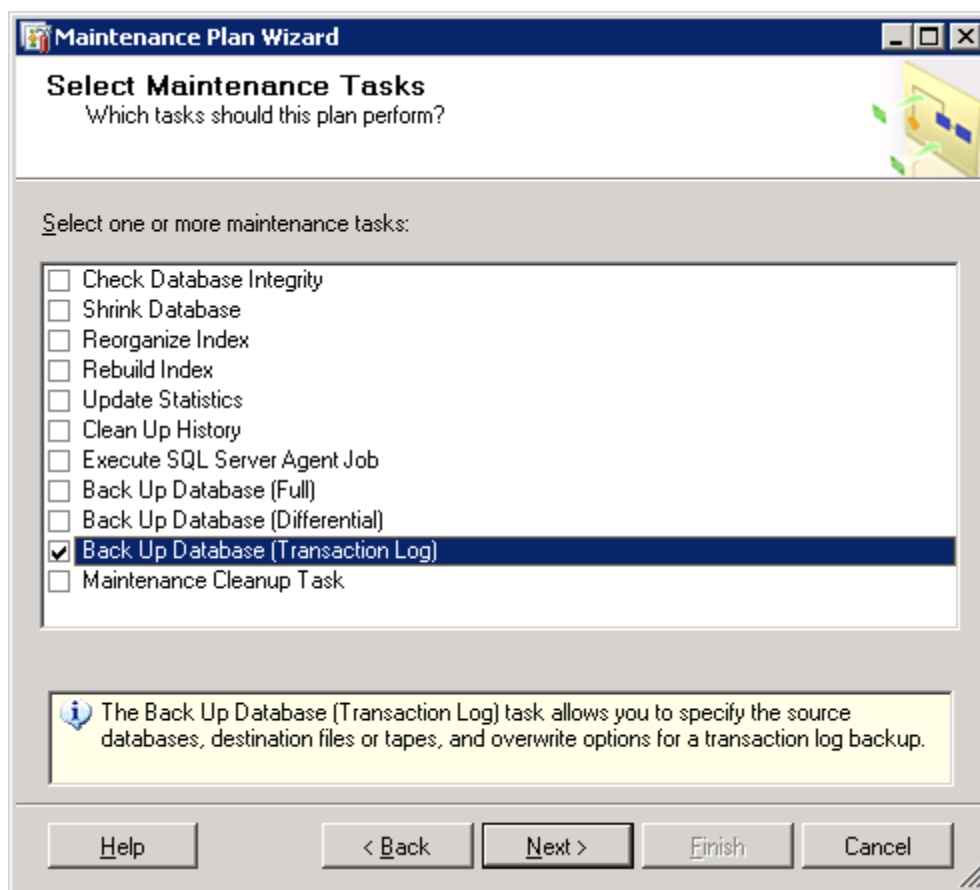 Maintenance Plan Wizard
Select Maintenance Tasks
Which tasks should this plan perform?
Select one or more maintenance tasks:
Check Database Integrity
Shrink Database
Reorganize Index
Rebuild Index
Update Statistics
Clean Up History
Execute SQL Server Agent Job
Back Up Database (Full)
Back Up Database (Differential)
Back Up Database (Transaction Log)
Maintenance Cleanup Task
The Back Up Database (Transaction Log) task allows you to specify the source
databases, destination files or tapes, and overwrite options for a transaction log backup.
Help < Back Next > Finish Cancel